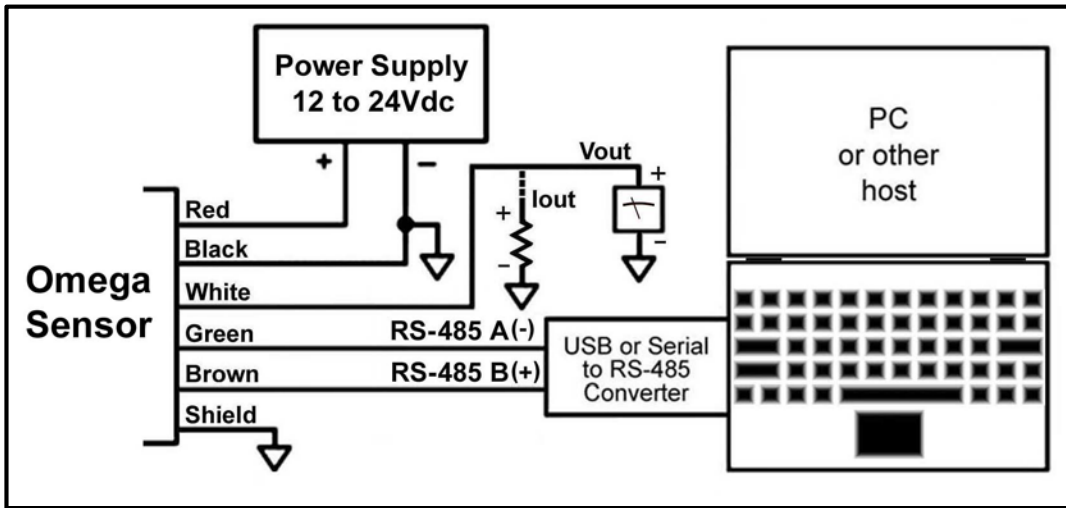 Power Supply
12 to 24Vdc
+
−
Vout
+
Iout
+
−
−
PC
or other
host
Omega
Sensor
Red
Black
White
Green
Brown
Shield
RS-485 A(-)
RS-485 B(+)
USB or Serial
to RS-485
Converter